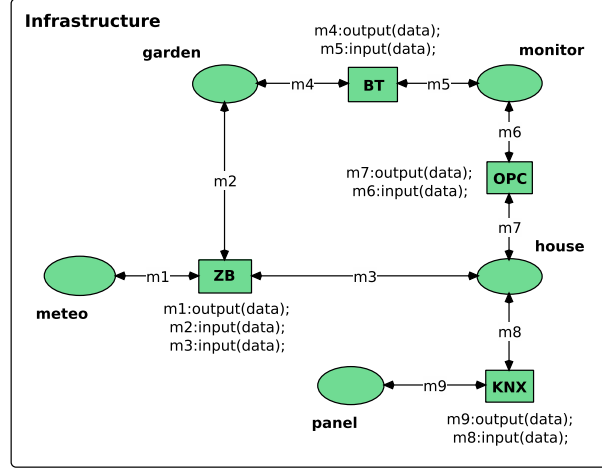 Infrastructure
m4:output(data);
m5:input(data);
garden
monitor
m4
BT
m5
m6
m7:output(data);
m6:input(data);
OPC
m2
m7
house
m1
ZB
m3
meteo
m1:output(data);
m2:input(data);
m3:input(data);
m8
m9
KNX
panel
m9:output(data);
m8:input(data);